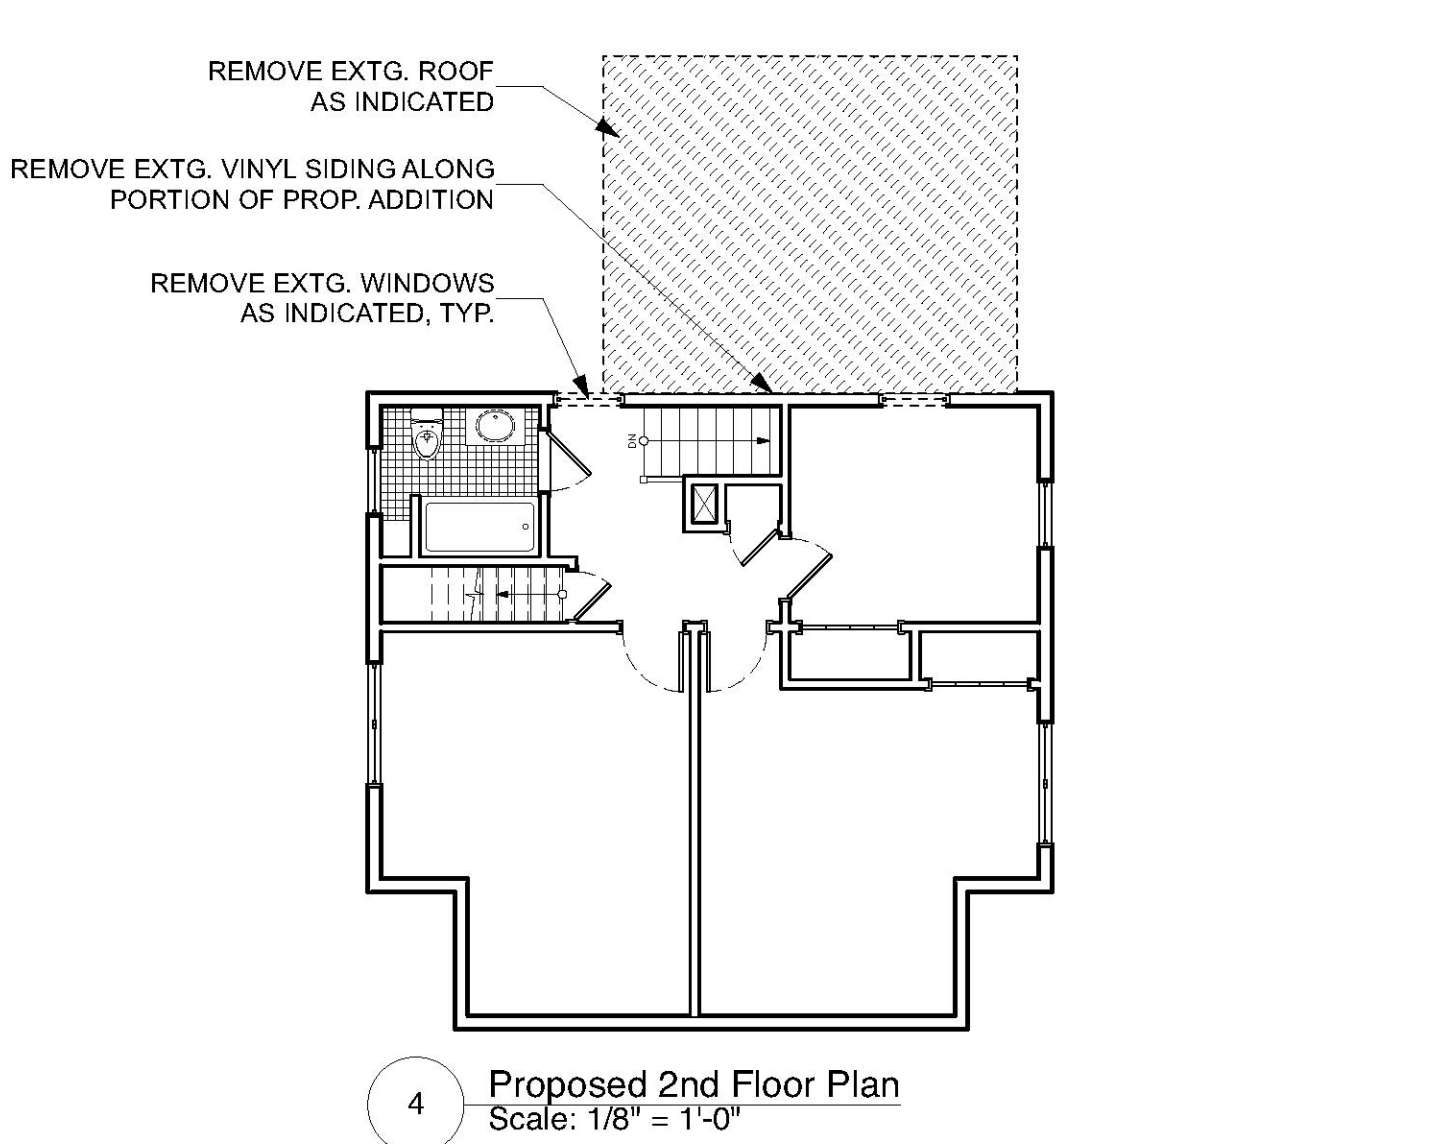 REMOVE EXTG. ROOF
AS INDICATED
REMOVE EXTG. VINYL SIDING ALONG
PORTION OF PROP. ADDITION
REMOVE EXTG. WINDOWS
AS INDICATED, TYP.
DN
4
Proposed 2nd Floor Plan
Scale: 1/8" = 1'-0"